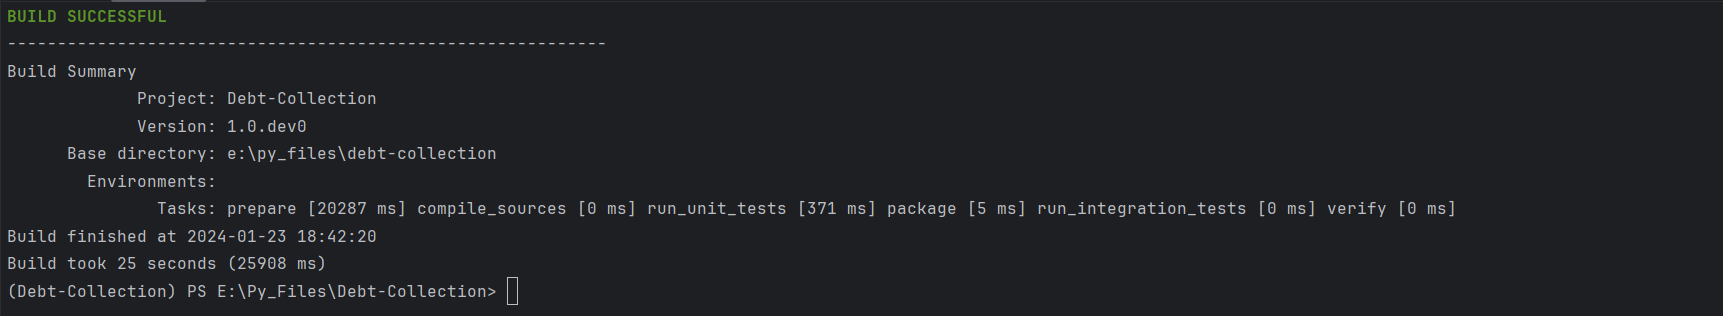 BUILD SUCCESSFUL
------------------------------------------------------------
Build Summary
Project: Debt-Collection
Version: 1.0.dev0
Base directory: e:\py_files\debt-collection
Environments:
Tasks: prepare [20287 ms] compile_sources [0 ms] run_unit_tests [371 ms] package [5 ms] run_integration_tests [0 ms] verify [0 ms]
Build finished at 2024-01-23 18:42:20
Build took 25 seconds (25908 ms)
(Debt-Collection) PS E:\Py_Files\Debt-Collection>